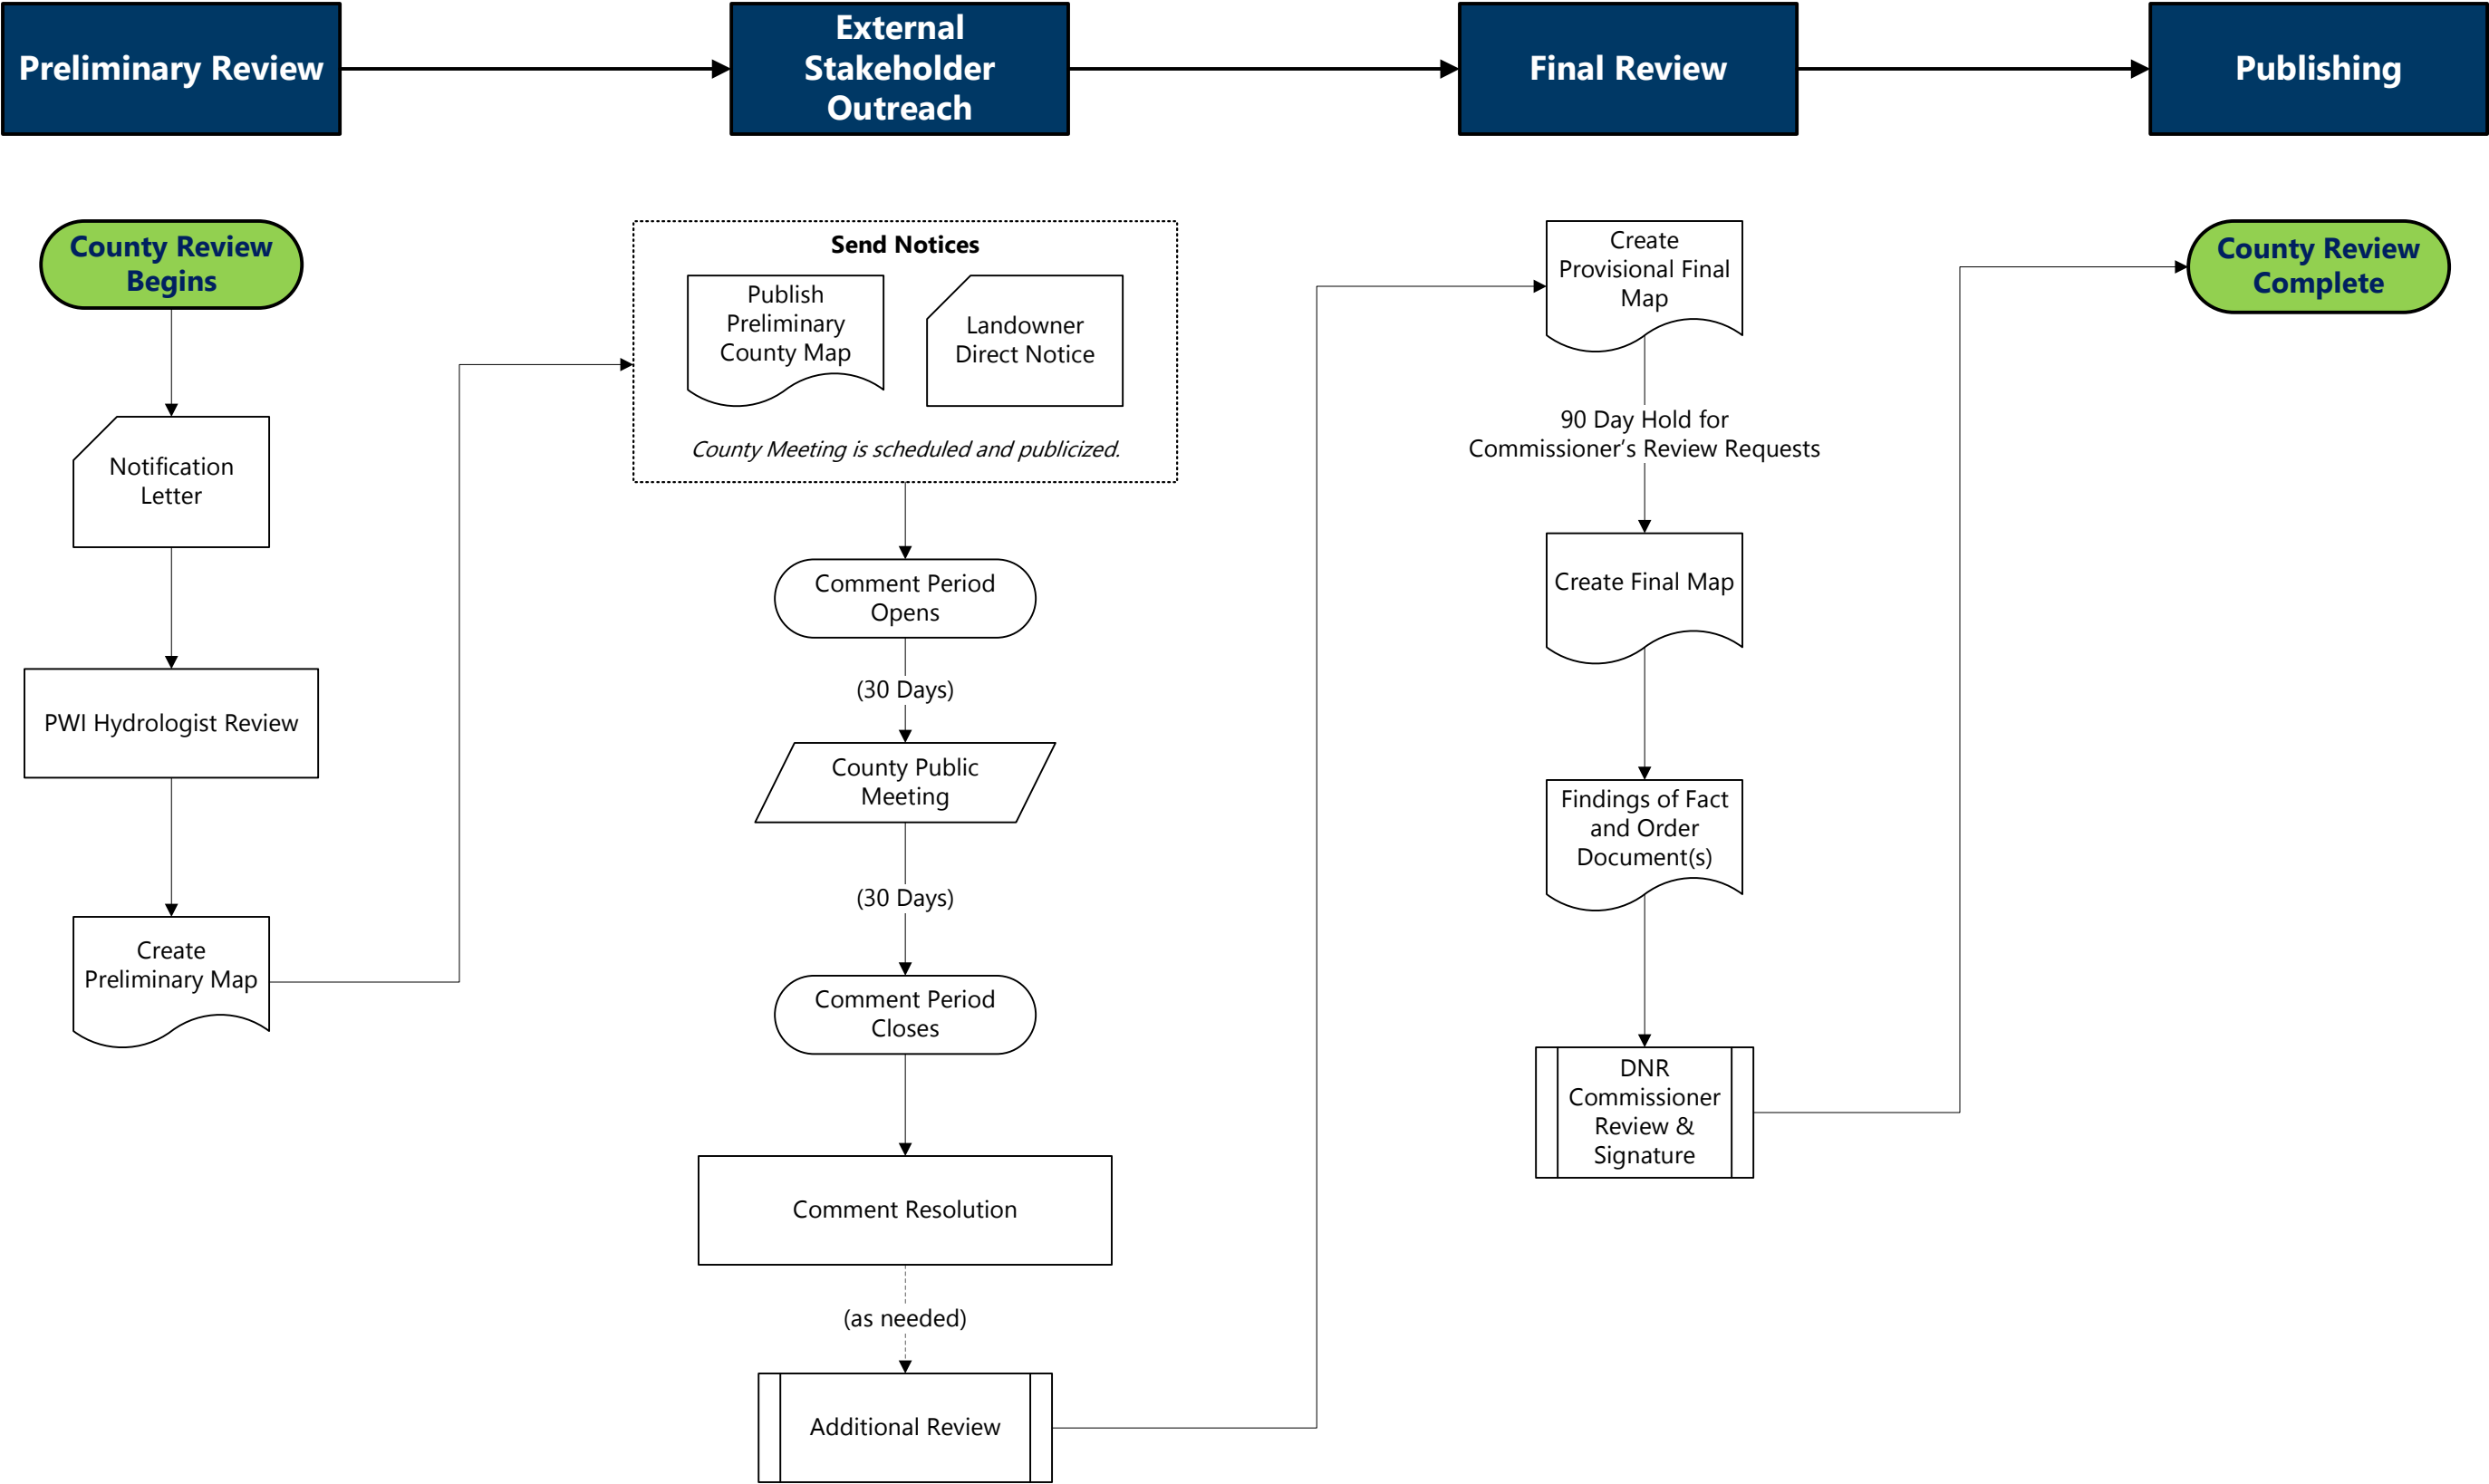 Preliminary Review
External
Stakeholder
Outreach
Final Review
Publishing
County Review
Begins
Notification
Letter
PWI Hydrologist Review
Create
Preliminary Map
Send Notices
Publish
Preliminary
County Map
Landowner
Direct Notice
County Meeting is scheduled and publicized.
Comment Period
Opens
(30 Days)
County Public
Meeting
(30 Days)
Comment Period
Closes
Comment Resolution
(as needed)
Additional Review
Create
Provisional Final
Map
90 Day Hold for
Commissioner’s Review Requests
Create Final Map
Findings of Fact
and Order
Document(s)
DNR
Commissioner
Review &
Signature
County Review
Complete